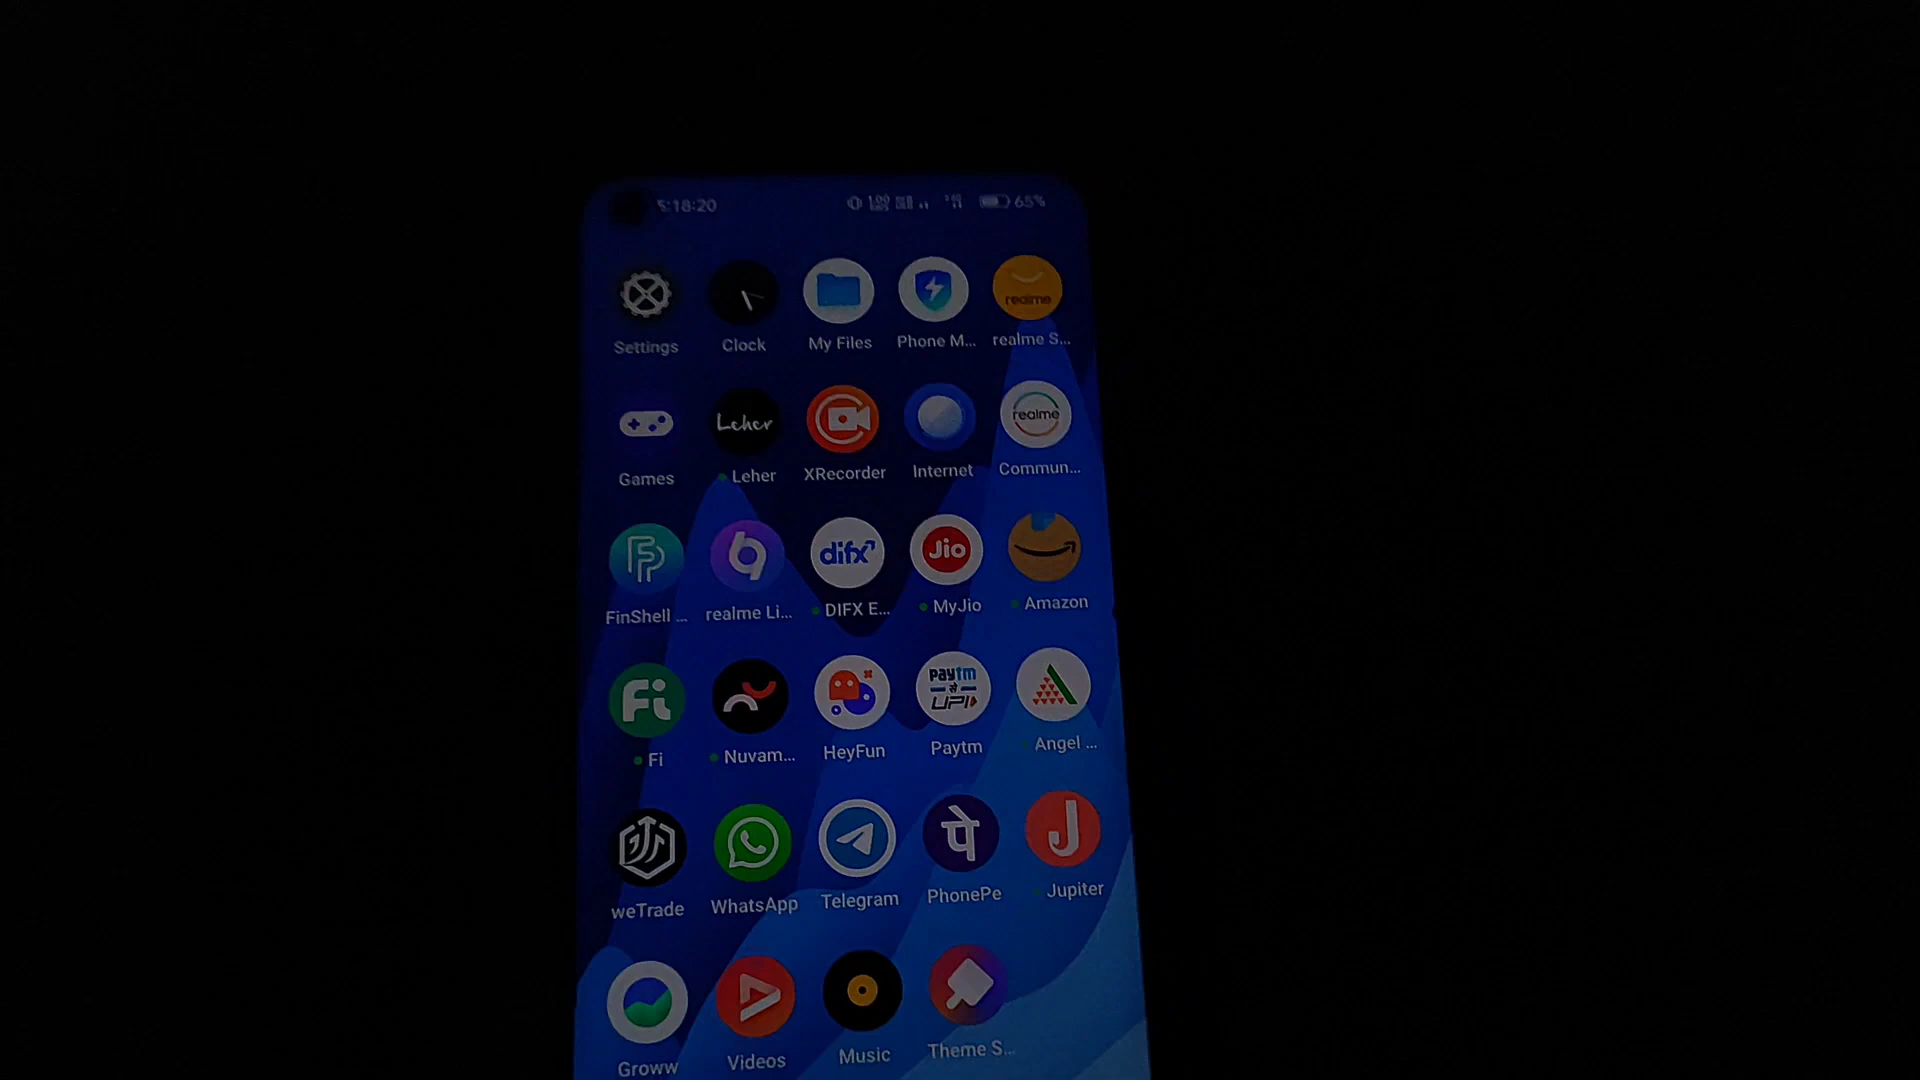 65%
Settings Clock My Files Phone M... realme S...
realme
Leher realme
Games Leher XRecorder Internet Commun...
difx Jio
FinShell ... realme Li... DIFX E... MyJio Amazon
Fi paytm से UPI
Fi Nuvam... HeyFun Paytm Angel ...
पे J
weTrade WhatsApp Telegram PhonePe Jupiter
Groww Videos Music Theme S...